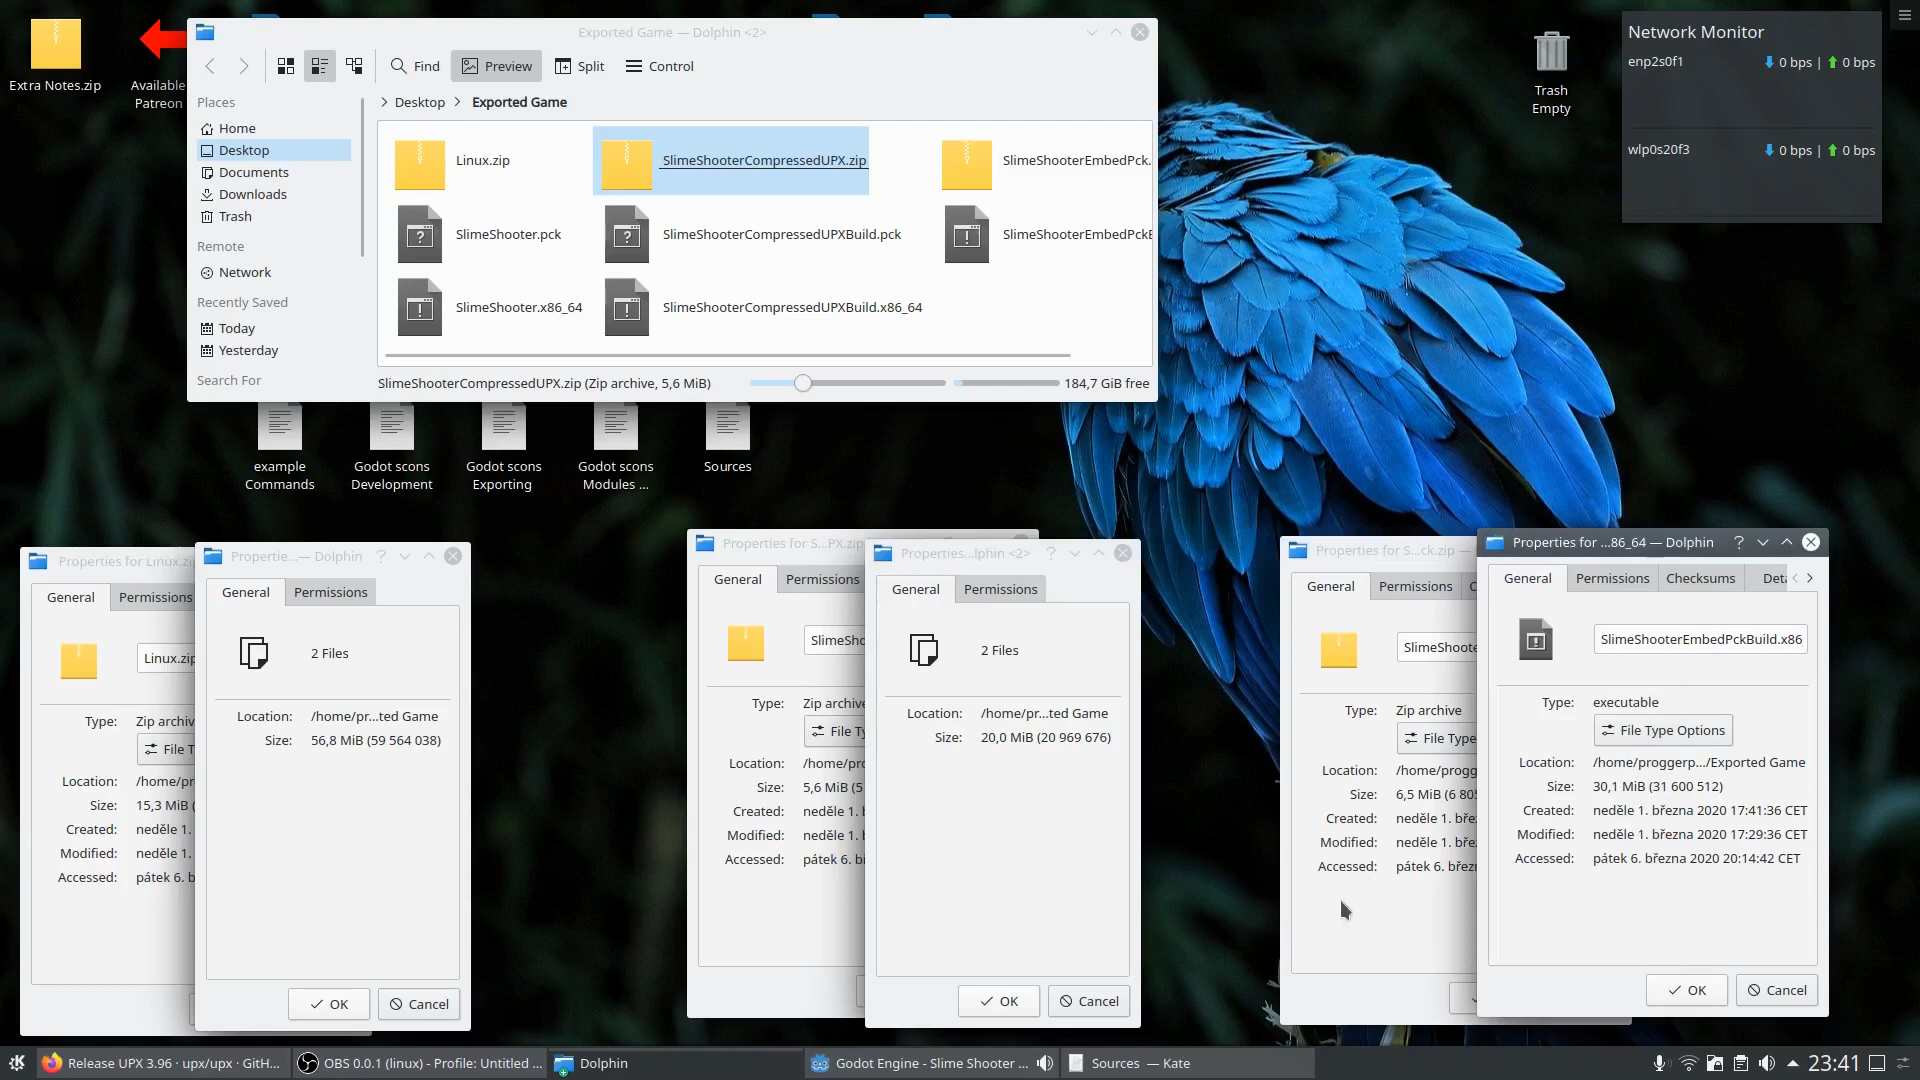 Extra Notes.zip
Available
Patreon
Exported Game — Dolphin <2>
Find
Preview
Split
Control
Places
Home
Desktop
Documents
Downloads
Trash
Remote
Network
Recently Saved
Today
Yesterday
Search For
Desktop
Exported Game
Linux.zip
SlimeShooterCompressedUPX.zip
SlimeShooterEmbedPck.
SlimeShooter.pck
SlimeShooterCompressedUPXBuild.pck
SlimeShooterEmbedPckB
SlimeShooter.x86_64
SlimeShooterCompressedUPXBuild.x86_64
SlimeShooterCompressedUPX.zip (Zip archive, 5,6 MiB)
184,7 GiB free
Trash
Empty
Network Monitor
enp2s0f1
0 bps | 0 bps
wlp0s20f3
0 bps | 0 bps
example
Commands
Godot scons
Development
Godot scons
Exporting
Godot scons
Modules ...
Sources
Properties for Linux.zip
General
Permissions
Linux.zip
Type: Zip archiv
File T
Location: /home/pr
Size: 15,3 MiB (
Created: neděle 1.
Modified: neděle 1.
Accessed: pátek 6. b
Propertie...— Dolphin
General
Permissions
2 Files
Location: /home/pr...ted Game
Size: 56,8 MiB (59 564 038)
OK
Cancel
Properties for S...PX.zip
General
Permissions
SlimeSho
Type: Zip archive
File Ty
Location: /home/pro
Size: 5,6 MiB (5
Created: neděle 1. b
Modified: neděle 1. b
Accessed: pátek 6. b
Properties...lphin <2>
General
Permissions
2 Files
Location: /home/pr...ted Game
Size: 20,0 MiB (20 969 676)
OK
Cancel
Properties for S...ck.zip —
General
Permissions
C
SlimeShoote
Type: Zip archive
File Type
Location: /home/progg
Size: 6,5 MiB (6 805
Created: neděle 1. břez
Modified: neděle 1. břez
Accessed: pátek 6. březn
Properties for ...86_64 — Dolphin
General
Permissions
Checksums
Deta
SlimeShooterEmbedPckBuild.x86
Type: executable
File Type Options
Location: /home/proggerp.../Exported Game
Size: 30,1 MiB (31 600 512)
Created: neděle 1. března 2020 17:41:36 CET
Modified: neděle 1. března 2020 17:29:36 CET
Accessed: pátek 6. března 2020 20:14:42 CET
OK
Cancel
Release UPX 3.96 · upx/upx · GitH...
OBS 0.0.1 (linux) - Profile: Untitled ...
Dolphin
Godot Engine - Slime Shooter ...
Sources — Kate
23:41